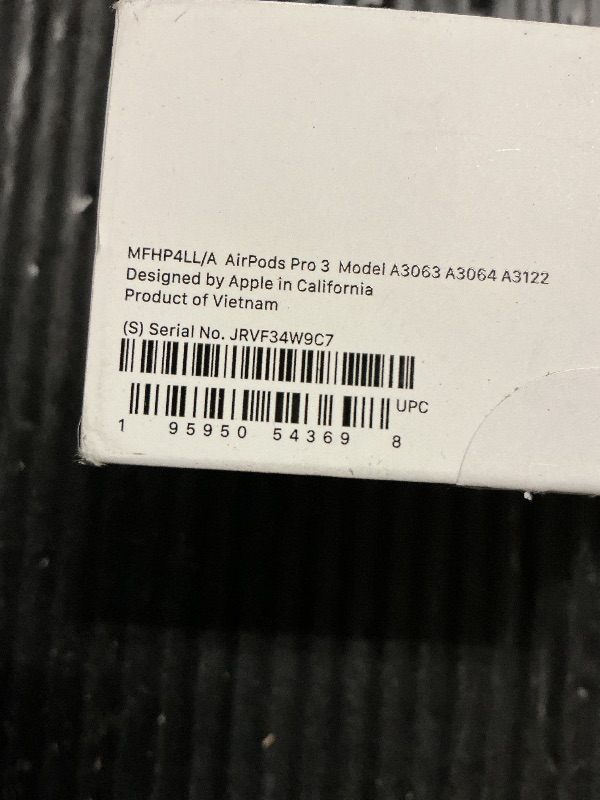 MFHP4LL/A AirPods Pro 3 Model A3063 A3064 A3122
Designed by Apple in California
Product of Vietnam
(S) Serial No. JRVF34W9C7
UPC
1 95950 54369 8